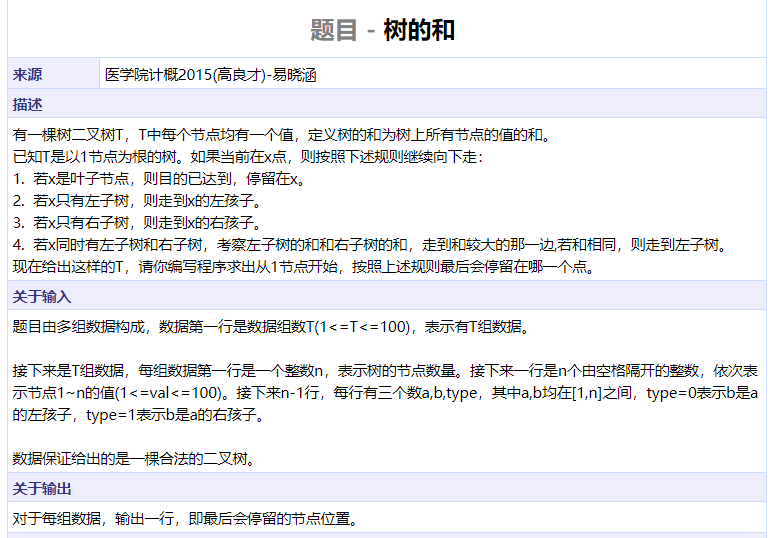 题目 - 树的和
来源 医学院计概2015(高良才)-易晓涵
描述
有一棵树二叉树T，T中每个节点均有一个值，定义树的和为树上所有节点的值的和。
已知T是以1节点为根的树。如果当前在x点，则按照下述规则继续向下走：
1. 若x是叶子节点，则目的已达到，停留在x。
2. 若x只有左子树，则走到x的左孩子。
3. 若x只有右子树，则走到x的右孩子。
4. 若x同时有左子树和右子树，考察左子树的和和右子树的和，走到和较大的那一边,若和相同，则走到左子树。
现在给出这样的T，请你编写程序求出从1节点开始，按照上述规则最后会停留在哪一个点。
关于输入
题目由多组数据构成，数据第一行是数据组数T(1<=T<=100)，表示有T组数据。
接下来是T组数据，每组数据第一行是一个整数n，表示树的节点数量。接下来一行是n个由空格隔开的整数，依次表
示节点1~n的值(1<=val<=100)。接下来n-1行，每行有三个数a,b,type，其中a,b均在[1,n]之间，type=0表示b是a
的左孩子，type=1表示b是a的右孩子。
数据保证给出的是一棵合法的二叉树。
关于输出
对于每组数据，输出一行，即最后会停留的节点位置。